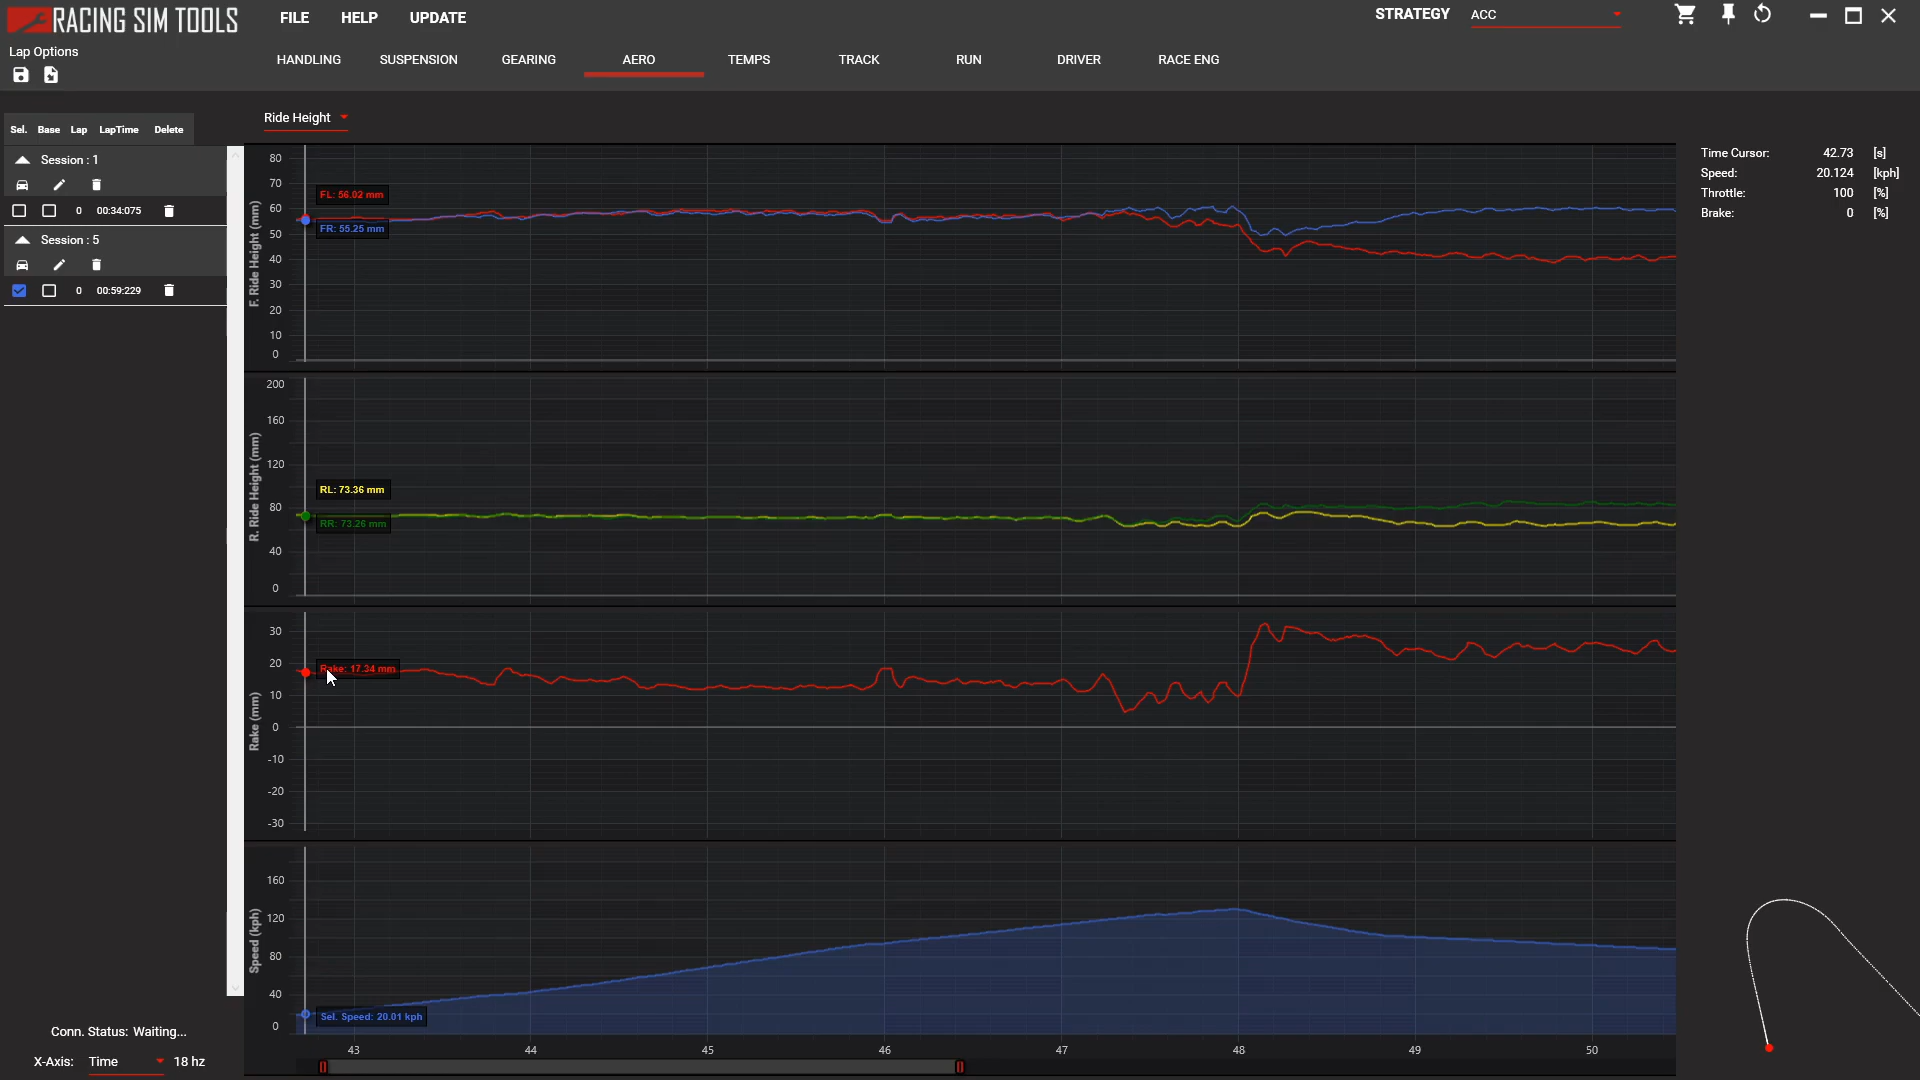 RACING SIM TOOLS
FILE HELP UPDATE
STRATEGY ACC
Lap Options
HANDLING SUSPENSION GEARING AERO TEMPS TRACK RUN DRIVER RACE ENG
Ride Height
Sel. Base Lap LapTime Delete
Session : 1
0 00:34:075
Session : 5
0 00:59:229
80
70
60
50
40
30
20
10
0
F. Ride Height (mm)
FL: 56.02 mm
FR: 55.25 mm
200
160
120
80
40
0
R. Ride Height (mm)
RL: 73.36 mm
RR: 73.26 mm
30
20
10
0
-10
-20
-30
Rake (mm)
Rake: 17.34 mm
160
120
80
40
0
Speed (kph)
Sel. Speed: 20.01 kph
43 44 45 46 47 48 49 50
Time Cursor: 42.73 [s]
Speed: 20.124 [kph]
Throttle: 100 [%]
Brake: 0 [%]
Conn. Status: Waiting...
X-Axis: Time 18 hz